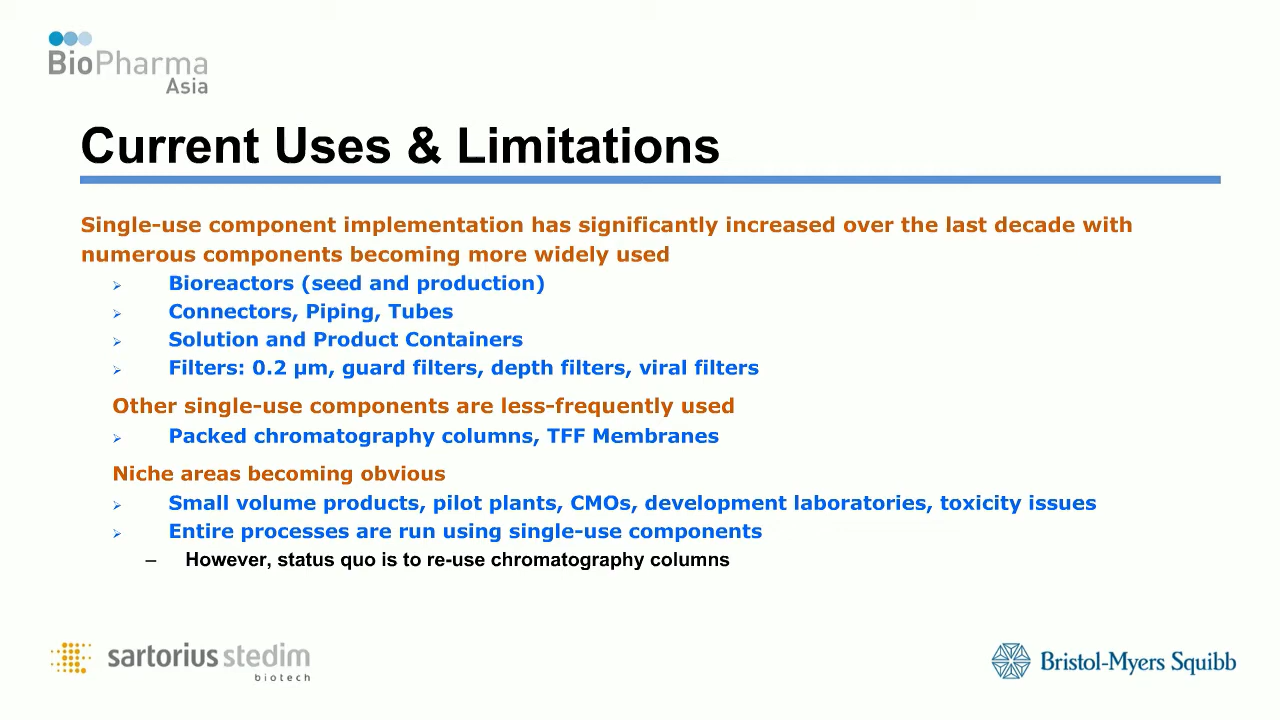 BioPharma
Asia
Current Uses & Limitations
Single-use component implementation has significantly increased over the last decade with
numerous components becoming more widely used
Bioreactors (seed and production)
Connectors, Piping, Tubes
Solution and Product Containers
Filters: 0.2 µm, guard filters, depth filters, viral filters
Other single-use components are less-frequently used
Packed chromatography columns, TFF Membranes
Niche areas becoming obvious
Small volume products, pilot plants, CMOs, development laboratories, toxicity issues
Entire processes are run using single-use components
– However, status quo is to re-use chromatography columns
sartorius stedim
biotech
Bristol-Myers Squibb